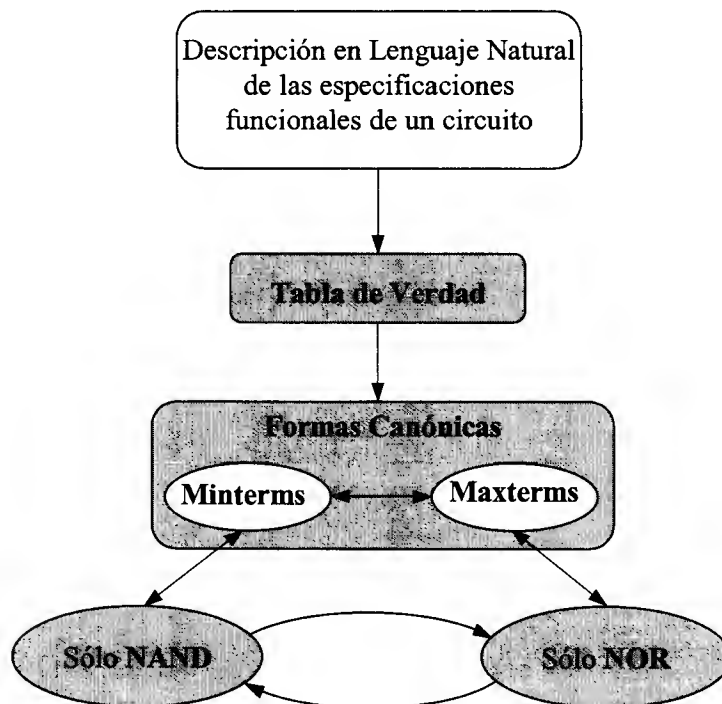 Descripción en Lenguaje Natural
de las especificaciones
funcionales de un circuito
Tabla de Verdad
Formas Canónicas
Minterms
Maxterms
Sólo NAND
Sólo NOR